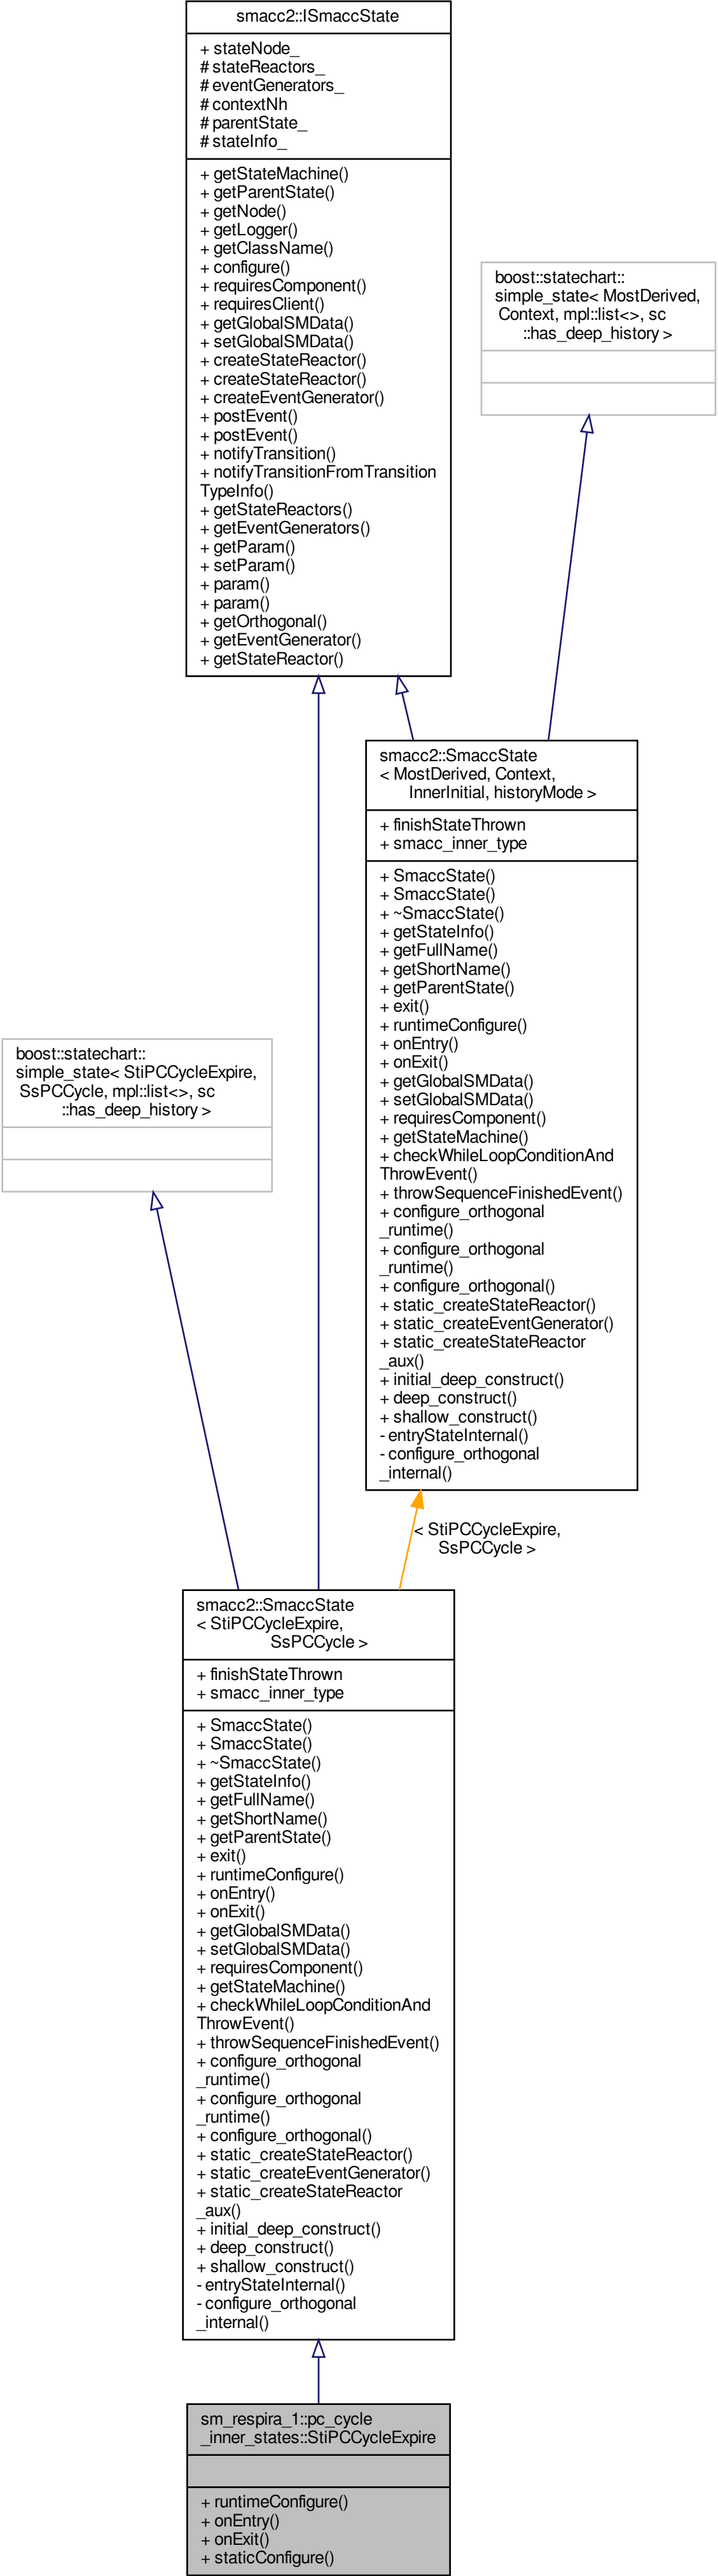 smacc2::ISmaccState
+ stateNode_
# stateReactors_
# eventGenerators_
# contextNh
# parentState_
# stateInfo_
+ getStateMachine()
+ getParentState()
+ getNode()
+ getLogger()
+ getClassName()
+ configure()
+ requiresComponent()
+ requiresClient()
+ getGlobalSMData()
+ setGlobalSMData()
+ createStateReactor()
+ createStateReactor()
+ createEventGenerator()
+ postEvent()
+ postEvent()
+ notifyTransition()
+ notifyTransitionFromTransition
TypeInfo()
+ getStateReactors()
+ getEventGenerators()
+ getParam()
+ setParam()
+ param()
+ param()
+ getOrthogonal()
+ getEventGenerator()
+ getStateReactor()
boost::statechart::
simple_state< MostDerived,
Context, mpl::list<>, sc
::has_deep_history >
smacc2::SmaccState
< MostDerived, Context,
InnerInitial, historyMode >
+ finishStateThrown
+ smacc_inner_type
+ SmaccState()
+ SmaccState()
+ ~SmaccState()
+ getStateInfo()
+ getFullName()
+ getShortName()
+ getParentState()
+ exit()
+ runtimeConfigure()
+ onEntry()
+ onExit()
+ getGlobalSMData()
+ setGlobalSMData()
+ requiresComponent()
+ getStateMachine()
+ checkWhileLoopConditionAnd
ThrowEvent()
+ throwSequenceFinishedEvent()
+ configure_orthogonal
_runtime()
+ configure_orthogonal
_runtime()
+ configure_orthogonal()
+ static_createStateReactor()
+ static_createEventGenerator()
+ static_createStateReactor
_aux()
+ initial_deep_construct()
+ deep_construct()
+ shallow_construct()
- entryStateInternal()
- configure_orthogonal
_internal()
boost::statechart::
simple_state< StiPCCycleExpire,
SsPCCycle, mpl::list<>, sc
::has_deep_history >
< StiPCCycleExpire,
SsPCCycle >
smacc2::SmaccState
< StiPCCycleExpire,
SsPCCycle >
+ finishStateThrown
+ smacc_inner_type
+ SmaccState()
+ SmaccState()
+ ~SmaccState()
+ getStateInfo()
+ getFullName()
+ getShortName()
+ getParentState()
+ exit()
+ runtimeConfigure()
+ onEntry()
+ onExit()
+ getGlobalSMData()
+ setGlobalSMData()
+ requiresComponent()
+ getStateMachine()
+ checkWhileLoopConditionAnd
ThrowEvent()
+ throwSequenceFinishedEvent()
+ configure_orthogonal
_runtime()
+ configure_orthogonal
_runtime()
+ configure_orthogonal()
+ static_createStateReactor()
+ static_createEventGenerator()
+ static_createStateReactor
_aux()
+ initial_deep_construct()
+ deep_construct()
+ shallow_construct()
- entryStateInternal()
- configure_orthogonal
_internal()
sm_respira_1::pc_cycle
_inner_states::StiPCCycleExpire
+ runtimeConfigure()
+ onEntry()
+ onExit()
+ staticConfigure()